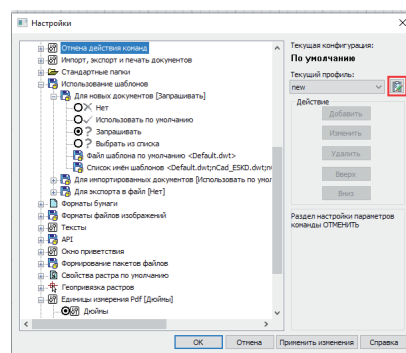 Настройки
Отмена действия команд
Импорт, экспорт и печать документов
Стандартные папки
Использование шаблонов
Для новых документов [Запрашивать]
Нет
Использовать по умолчанию
Запрашивать
Выбрать из списка
Файл шаблона по умолчанию <Default.dwt>
Список имён шаблонов <Default.dwt;nCad_ESKD.dwt;n
Для импортированных документов [Использовать по умол
Для экспорта в файл [Нет]
Форматы бумаги
Форматы файлов изображений
Тексты
API
Окно приветствия
Формирование пакетов файлов
Свойства растра по умолчанию
Геопривязка растров
Единицы измерения Pdf [Дюймы]
Дюймы
Текущая конфигурация:
По умолчанию
Текущий профиль:
new
Действие
Добавить
Изменить
Удалить
Вверх
Вниз
Раздел настройки параметров
команды ОТМЕНИТЬ
ОК
Отмена
Применить изменения
Справка